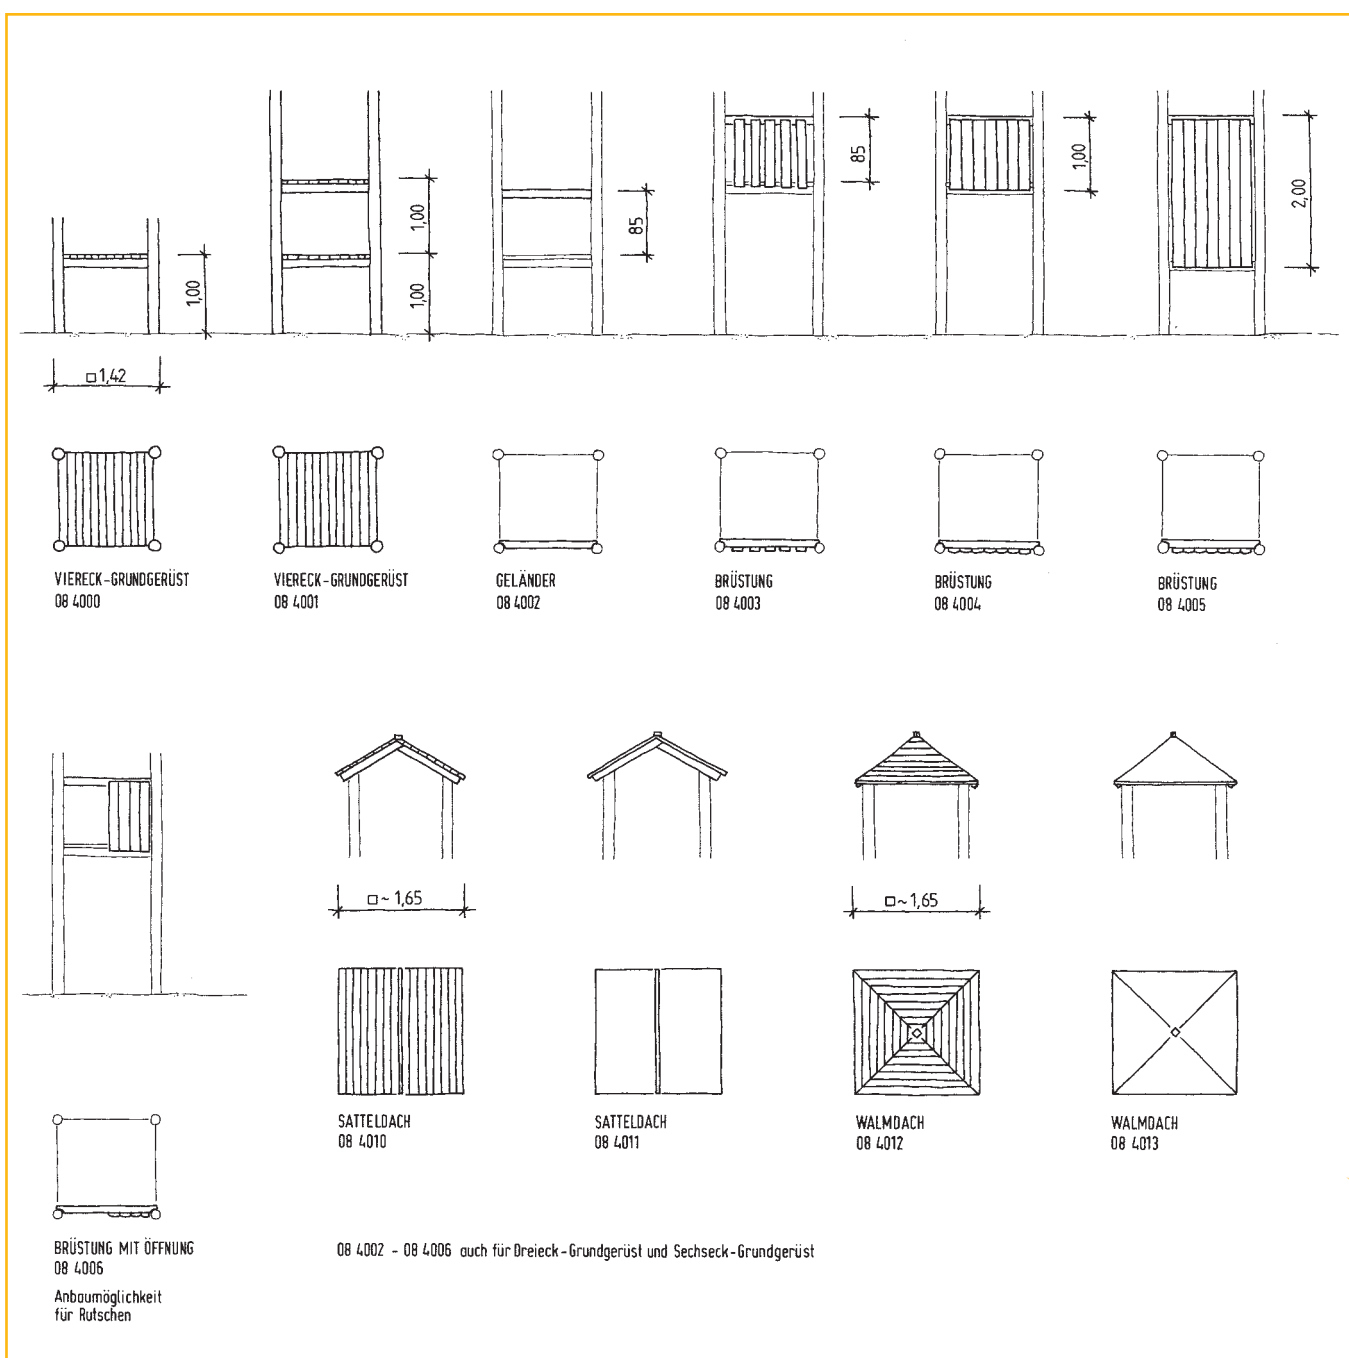 1,00
1,00
1,00
85
85
1,00
2,00
□ 1,42
VIERECK-GRUNDGERÜST
08 4000
VIERECK-GRUNDGERÜST
08 4001
GELÄNDER
08 4002
BRÜSTUNG
08 4003
BRÜSTUNG
08 4004
BRÜSTUNG
08 4005
□ ~ 1,65
□ ~ 1,65
SATTELDACH
08 4010
SATTELDACH
08 4011
WALMDACH
08 4012
WALMDACH
08 4013
BRÜSTUNG MIT ÖFFNUNG
08 4006
Anbaumöglichkeit
für Rutschen
08 4002 - 08 4006 auch für Dreieck-Grundgerüst und Sechseck-Grundgerüst